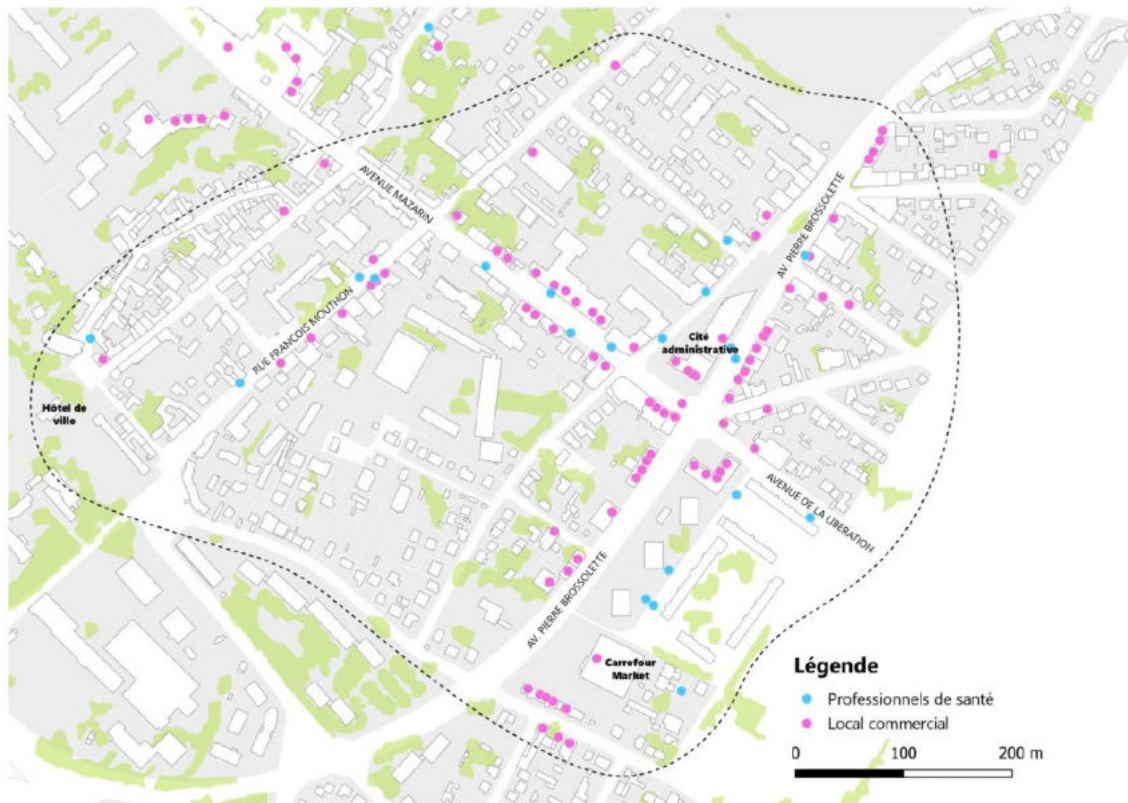 AVENUE MAZARIN
AV. PIERRE BROSSOLETTE
RUE FRANCOIS MOUTHON
Cité
administrative
Hôtel de
ville
AVENUE DE LA LIBERATION
AV. PIERRE BROSSOLETTE
Carrefour
Market
Légende
Professionnels de santé
Local commercial
0 100 200 m